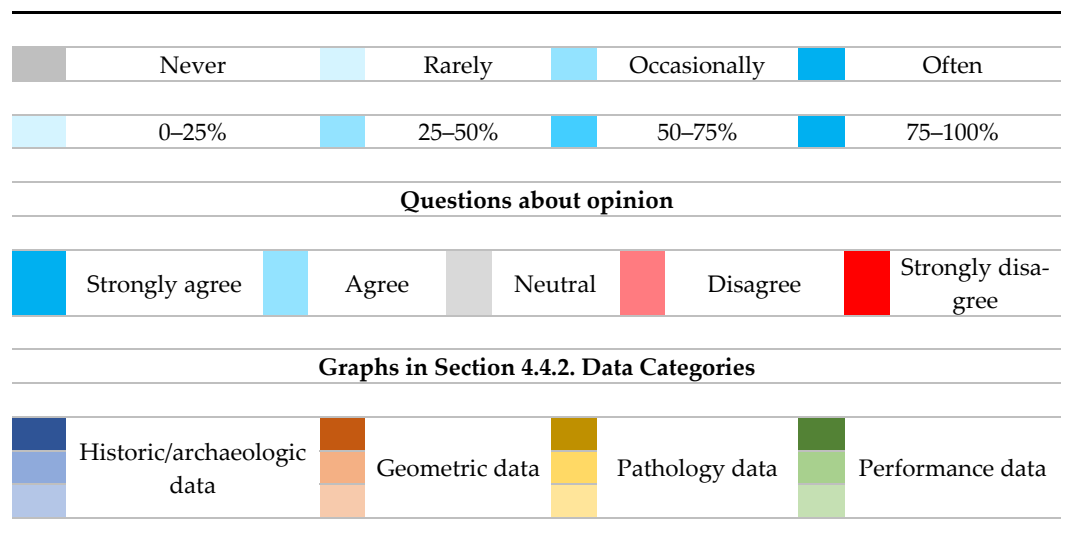 Never Rarely Occasionally Often
0–25% 25–50% 50–75% 75–100%
Questions about opinion
Strongly agree Agree Neutral Disagree Strongly disa-
gree
Graphs in Section 4.4.2. Data Categories
Historic/archaeologic
data
Geometric data Pathology data Performance data